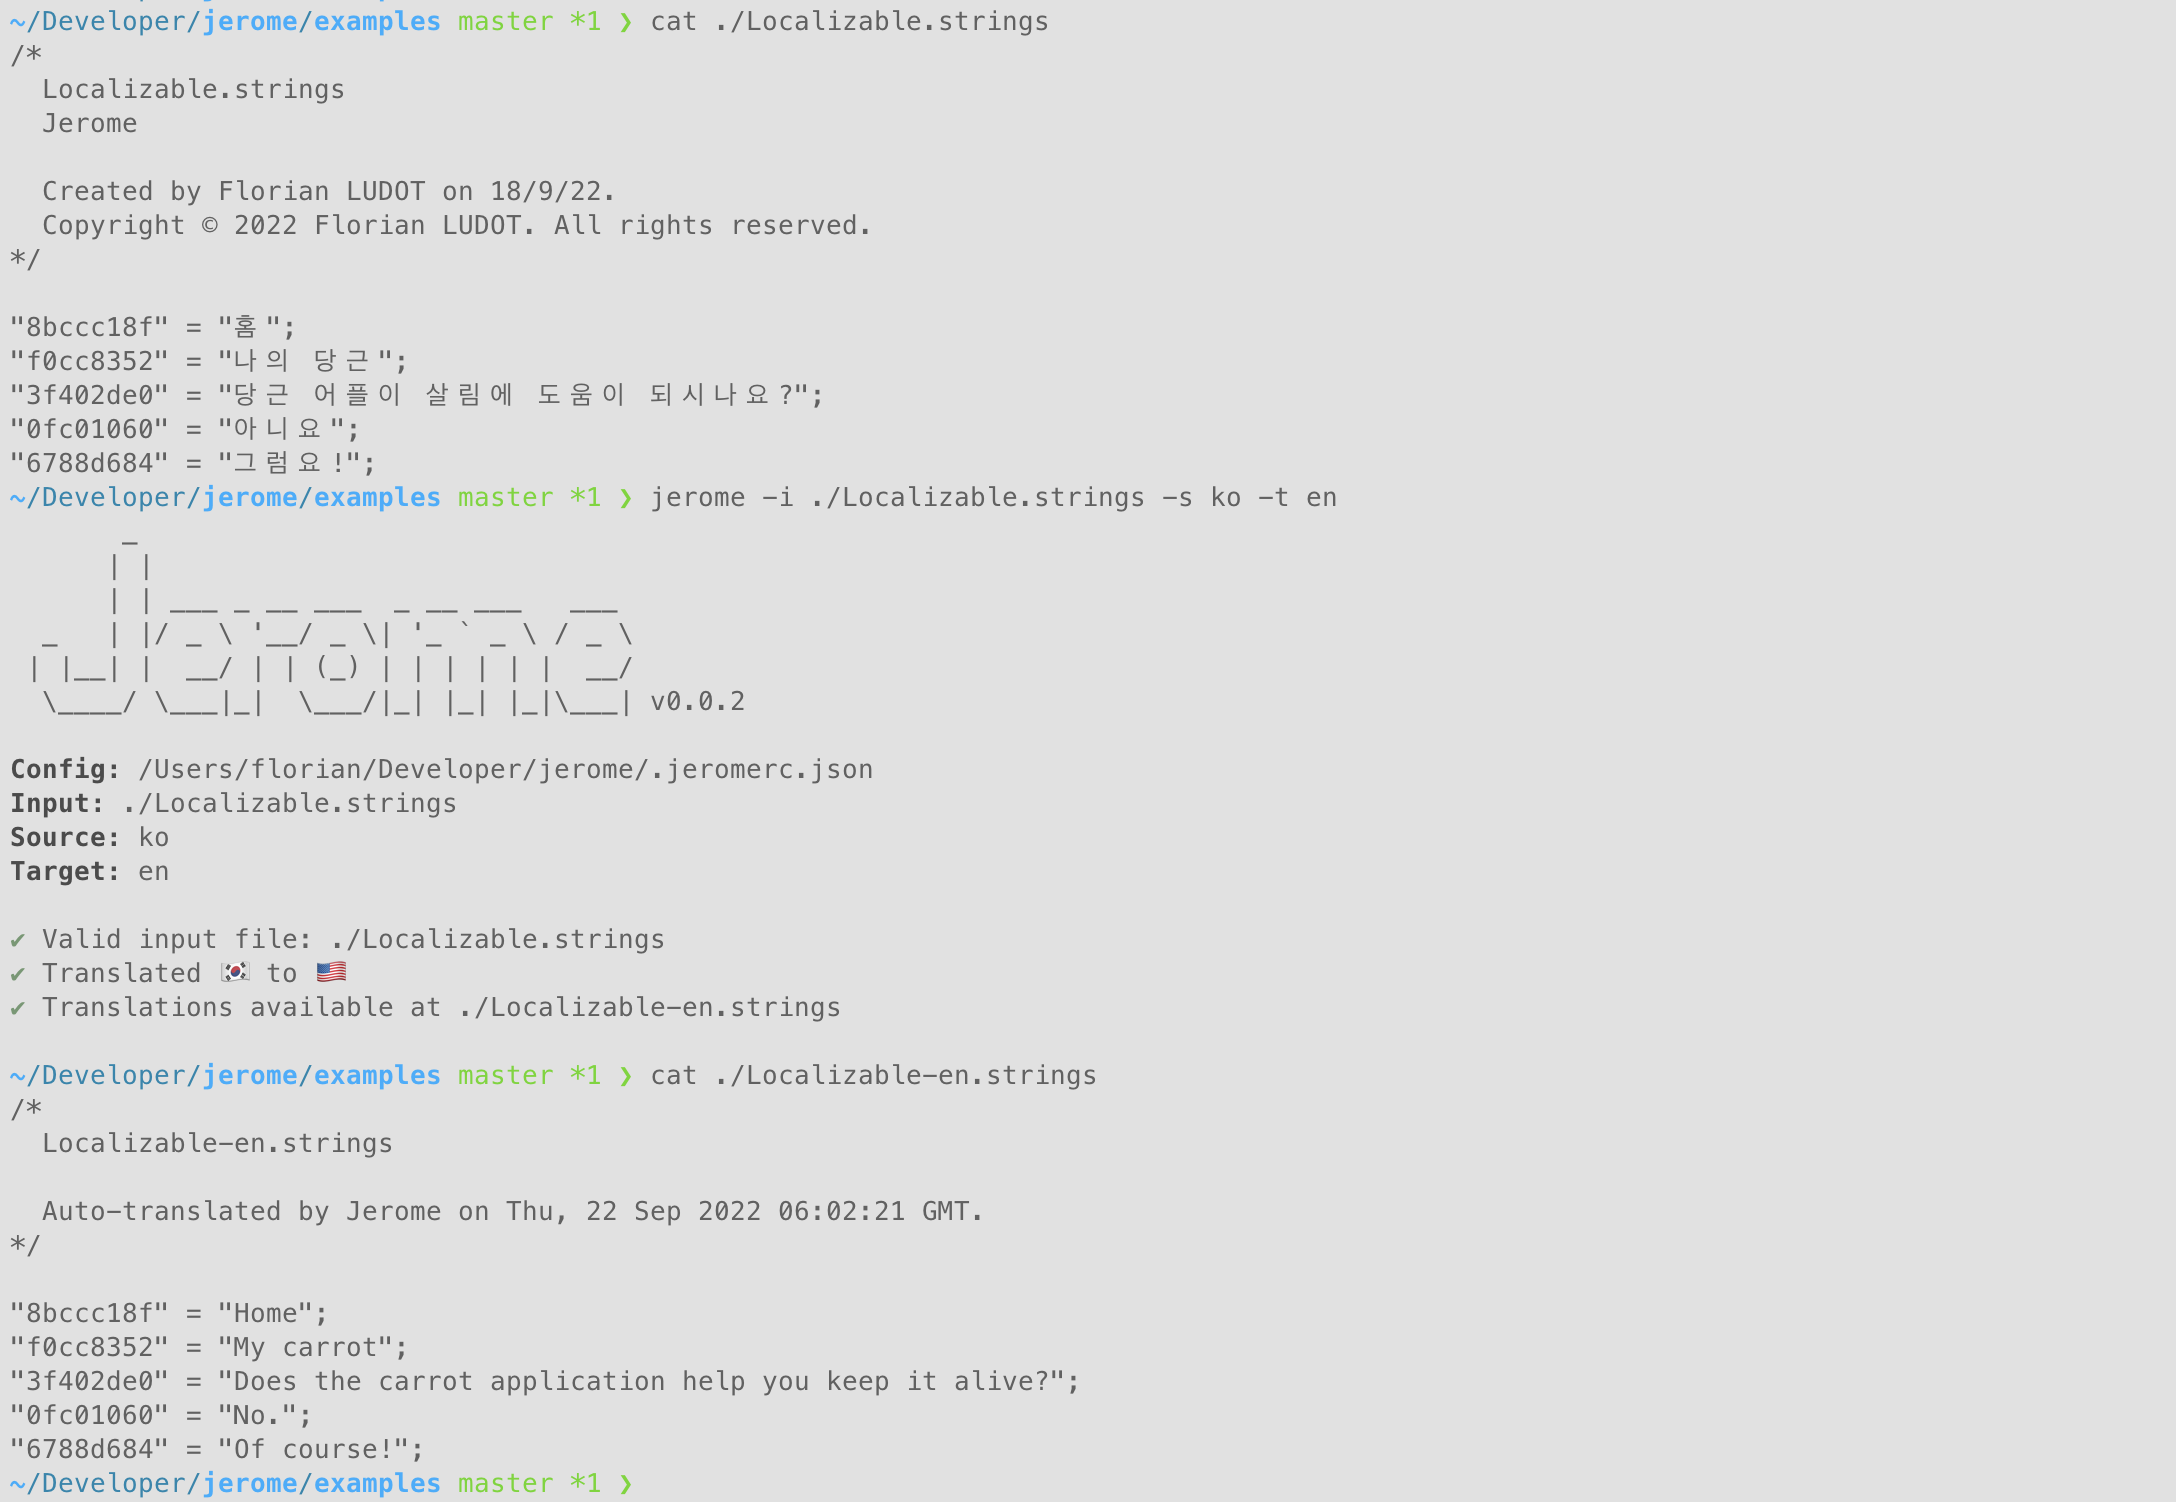 ~/Developer/jerome/examples master *1 ❯ cat ./Localizable.strings
/*
  Localizable.strings
  Jerome

  Created by Florian LUDOT on 18/9/22.
  Copyright © 2022 Florian LUDOT. All rights reserved.
*/

"8bccc18f" = "홈";
"f0cc8352" = "나의 당근";
"3f402de0" = "당근 어플이 살림에 도움이 되시나요?";
"0fc01060" = "아니요";
"6788d684" = "그럼요!";
~/Developer/jerome/examples master *1 ❯ jerome -i ./Localizable.strings -s ko -t en
       _
      | |
      | | ___ _ __ ___  _ __ ___   ___
  _   | |/ _ \ '__/ _ \| '_ ` _ \ / _ \
 | |__| |  __/ | | (_) | | | | | |  __/
  \____/ \___|_|  \___/|_| |_| |_|\___| v0.0.2

Config: /Users/florian/Developer/jerome/.jeromerc.json
Input: ./Localizable.strings
Source: ko
Target: en

✔ Valid input file: ./Localizable.strings
✔ Translated 🇰🇷 to 🇺🇸
✔ Translations available at ./Localizable-en.strings

~/Developer/jerome/examples master *1 ❯ cat ./Localizable-en.strings
/*
  Localizable-en.strings

  Auto-translated by Jerome on Thu, 22 Sep 2022 06:02:21 GMT.
*/

"8bccc18f" = "Home";
"f0cc8352" = "My carrot";
"3f402de0" = "Does the carrot application help you keep it alive?";
"0fc01060" = "No.";
"6788d684" = "Of course!";
~/Developer/jerome/examples master *1 ❯